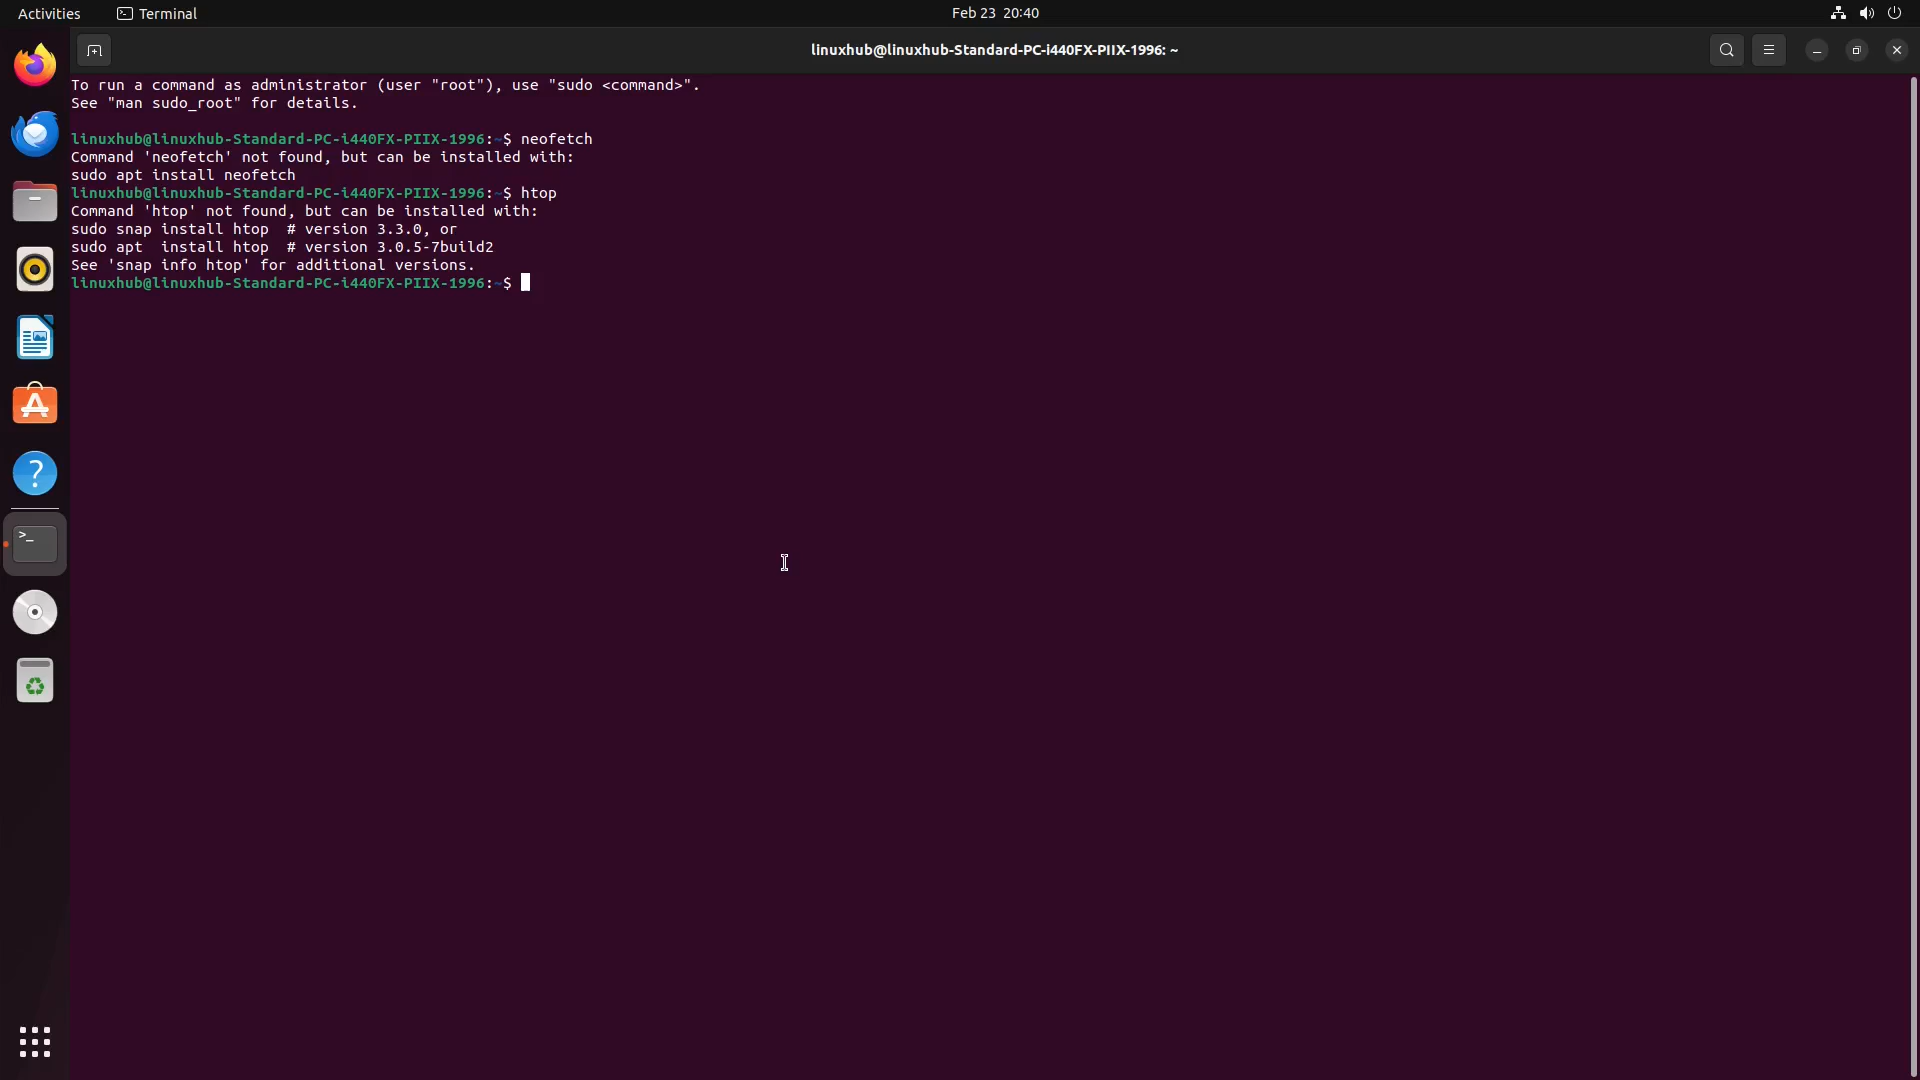 Activities
Terminal
Feb 23 20:40
linuxhub@linuxhub-Standard-PC-i440FX-PIIX-1996: ~
To run a command as administrator (user "root"), use "sudo <command>".
See "man sudo_root" for details.
linuxhub@linuxhub-Standard-PC-i440FX-PIIX-1996:~$ neofetch
Command 'neofetch' not found, but can be installed with:
sudo apt install neofetch
linuxhub@linuxhub-Standard-PC-i440FX-PIIX-1996:~$ htop
Command 'htop' not found, but can be installed with:
sudo snap install htop  # version 3.3.0, or
sudo apt  install htop  # version 3.0.5-7build2
See 'snap info htop' for additional versions.
linuxhub@linuxhub-Standard-PC-i440FX-PIIX-1996:~$